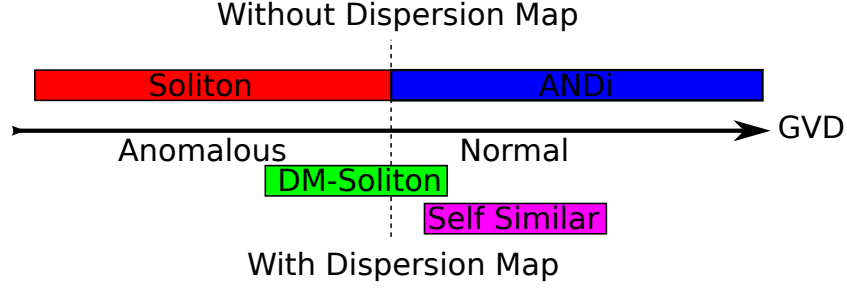 Without Dispersion Map
Soliton
ANDi
GVD
Anomalous
Normal
DM-Soliton
Self Similar
With Dispersion Map